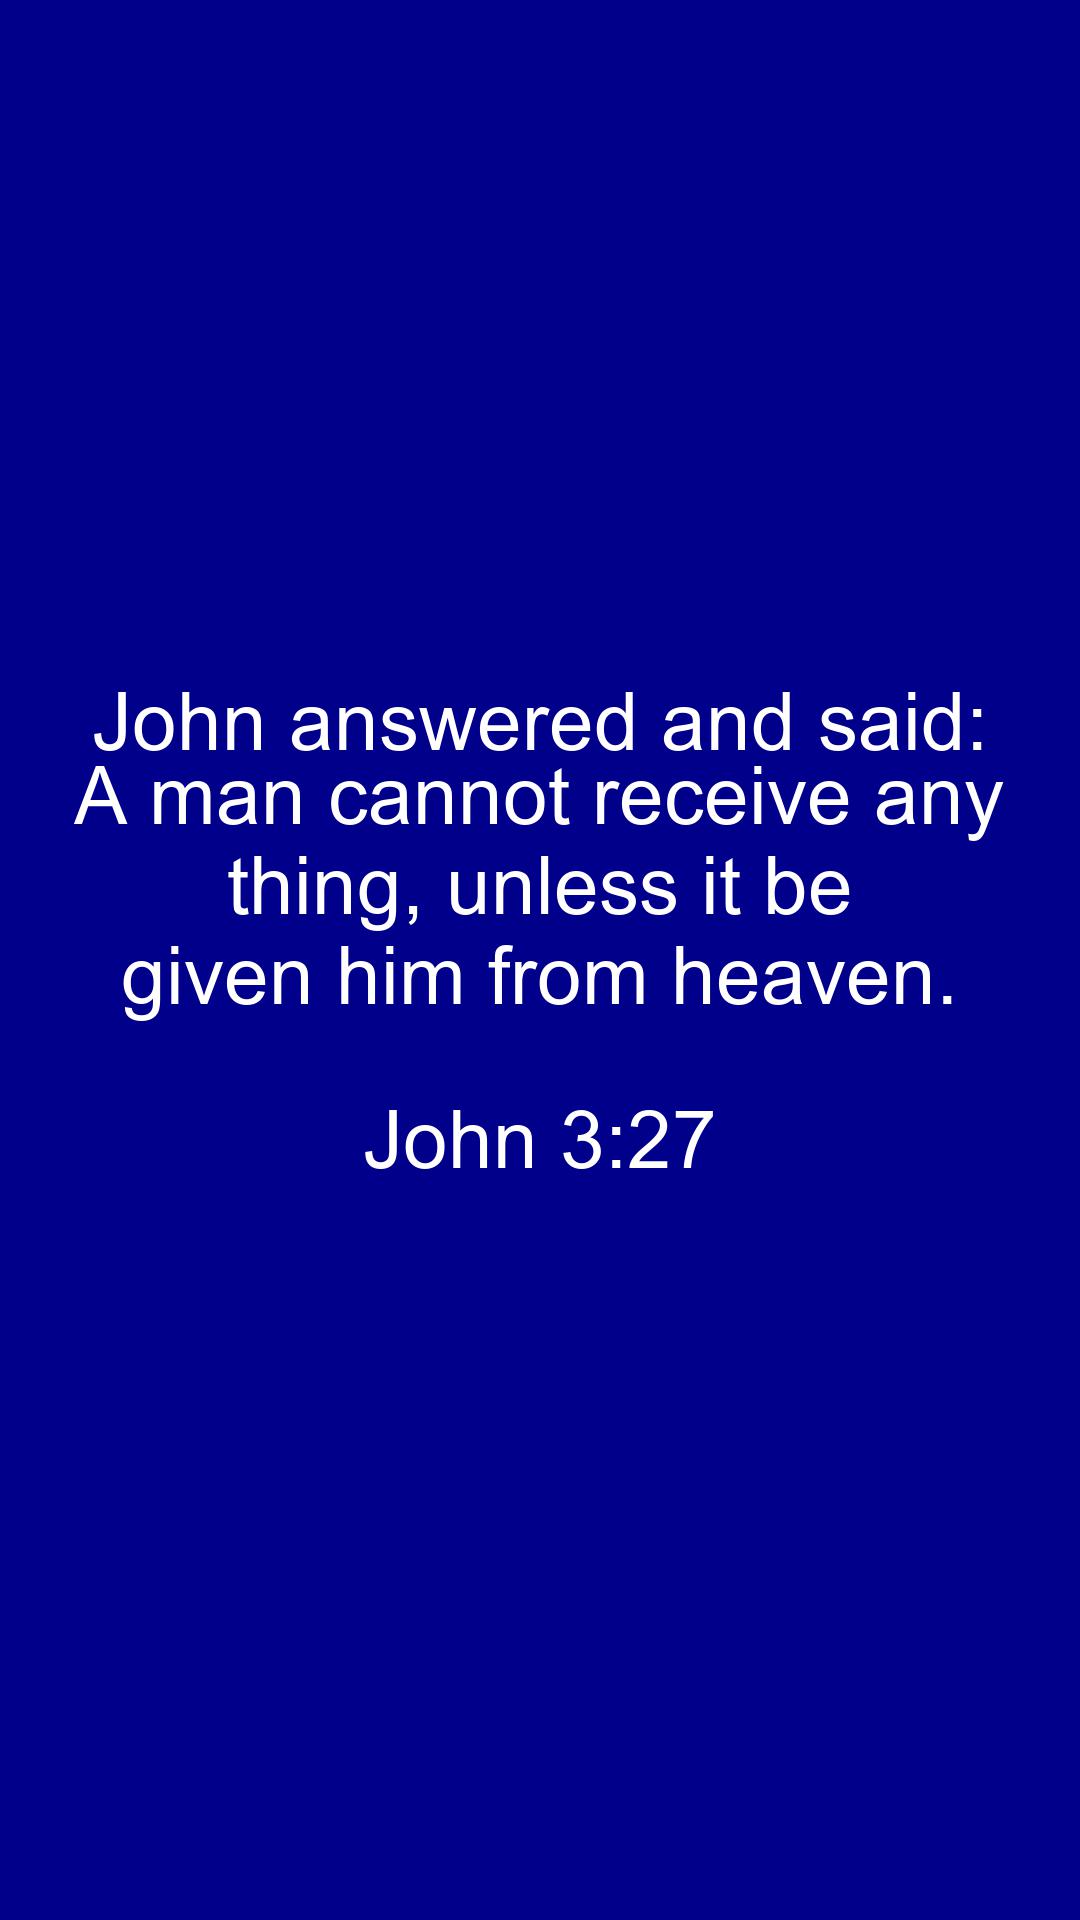 John answered and said:
A man cannot receive any
thing, unless it be
given him from heaven.
John 3:27